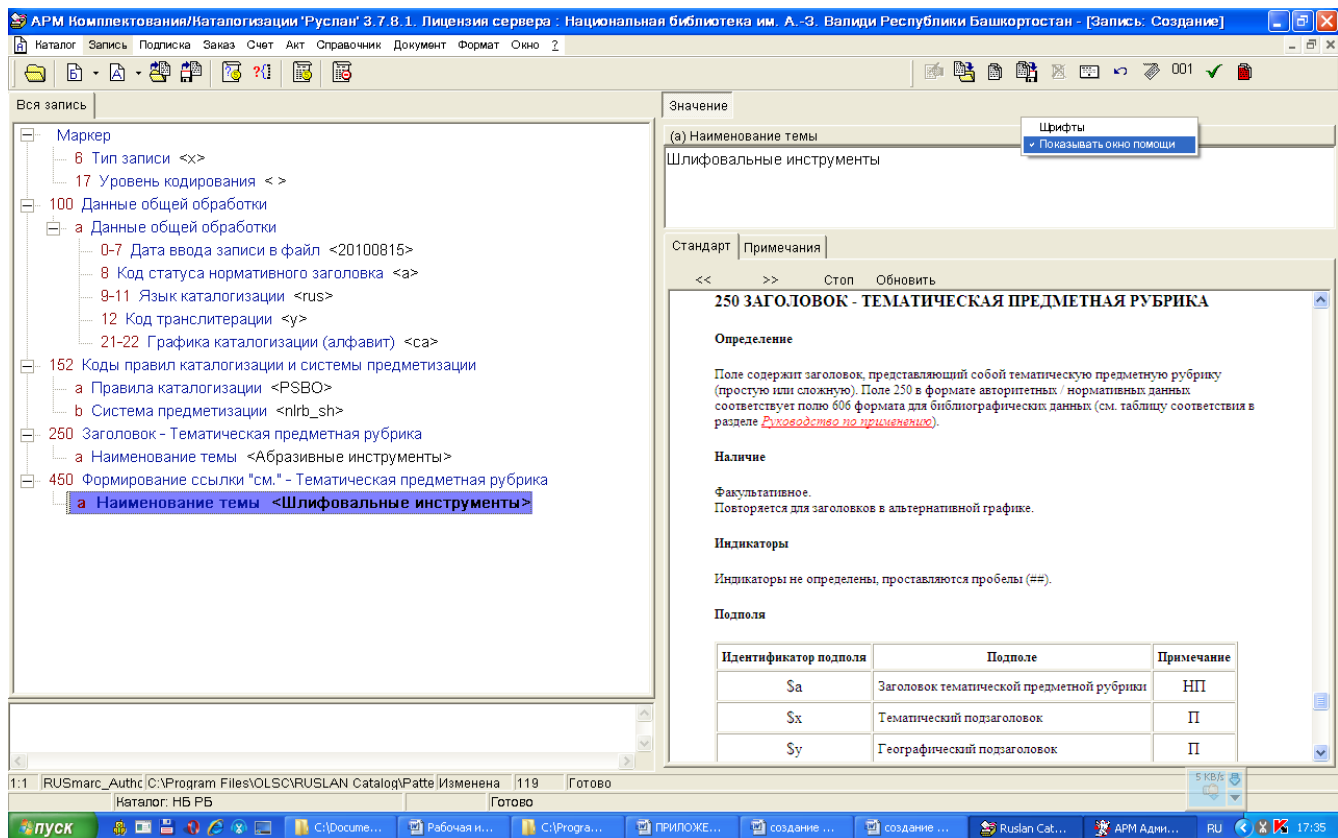 АРМ Комплектования/Каталогизации 'Руслан' 3.7.8.1. Лицензия сервера : Национальная библиотека им. А.-З. Валиди Республики Башкортостан - [Запись: Создание]
Каталог Запись Подписка Заказ Счет Акт Справочник Документ Формат Окно ?
Б А ?{} 001
Вся запись
Маркер
6 Тип записи <x>
17 Уровень кодирования < >
100 Данные общей обработки
a Данные общей обработки
0-7 Дата ввода записи в файл <20100815>
8 Код статуса нормативного заголовка <a>
9-11 Язык каталогизации <rus>
12 Код транслитерации <y>
21-22 Графика каталогизации (алфавит) <ca>
152 Коды правил каталогизации и системы предметизации
a Правила каталогизации <PSBO>
b Система предметизации <nlrb_sh>
250 Заголовок - Тематическая предметная рубрика
a Наименование темы <Абразивные инструменты>
450 Формирование ссылки "см." - Тематическая предметная рубрика
a Наименование темы <Шлифовальные инструменты>
Значение
(a) Наименование темы
Шрифты
Показывать окно помощи
Шлифовальные инструменты
Стандарт Примечания
<< >> Стоп Обновить
250 ЗАГОЛОВОК - ТЕМАТИЧЕСКАЯ ПРЕДМЕТНАЯ РУБРИКА
Определение
Поле содержит заголовок, представляющий собой тематическую предметную рубрику
(простую или сложную). Поле 250 в формате авторитетных / нормативных данных
соответствует полю 606 формата для библиографических данных (см. таблицу соответствия в
разделе Руководство по применению).
Наличие
Факультативное.
Повторяется для заголовков в альтернативной графике.
Индикаторы
Индикаторы не определены, проставляются пробелы (##).
Подполя
Идентификатор подполя Подполе Примечание
$a Заголовок тематической предметной рубрики НП
$x Тематический подзаголовок П
$y Географический подзаголовок П
1:1 RUSmarc_Authc C:\Program Files\OLSC\RUSLAN Catalog\Patte Изменена 119 Готово
5 KB/s
Каталог: НБ РБ Готово
пуск C:\Docume... Рабочая и... C:\Progra... ПРИЛОЖЕ... создание ... создание ... Ruslan Cat... АРМ Адми... RU 17:35